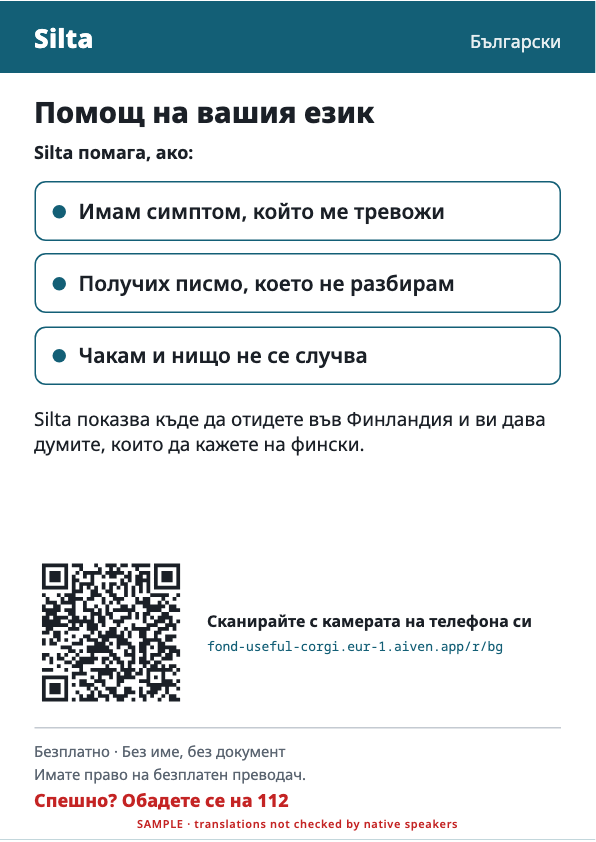 Silta
Български
Помощ на вашия език
Silta помага, ако:
Имам симптом, който ме тревожи
Получих писмо, което не разбирам
Чакам и нищо не се случва
Silta показва къде да отидете във Финландия и ви дава
думите, които да кажете на фински.
Сканирайте с камерата на телефона си
fond-useful-corgi.eur-1.aiven.app/r/bg
Безплатно · Без име, без документ
Имате право на безплатен преводач.
Спешно? Обадете се на 112
SAMPLE · translations not checked by native speakers